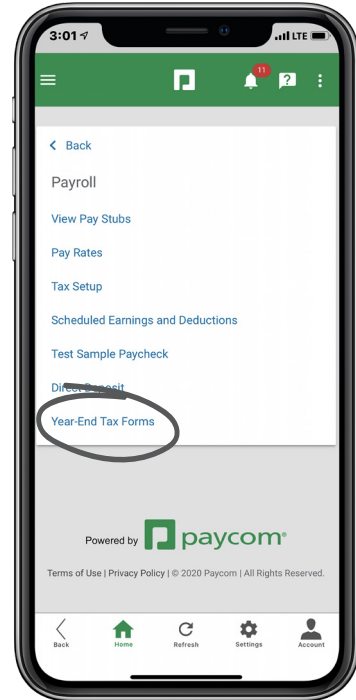 3:01
LTE
11
?
Back
Payroll
View Pay Stubs
Pay Rates
Tax Setup
Scheduled Earnings and Deductions
Test Sample Paycheck
Direct Deposit
Year-End Tax Forms
Powered by paycom®
Terms of Use | Privacy Policy | © 2020 Paycom | All Rights Reserved.
Back Home Refresh Settings Account